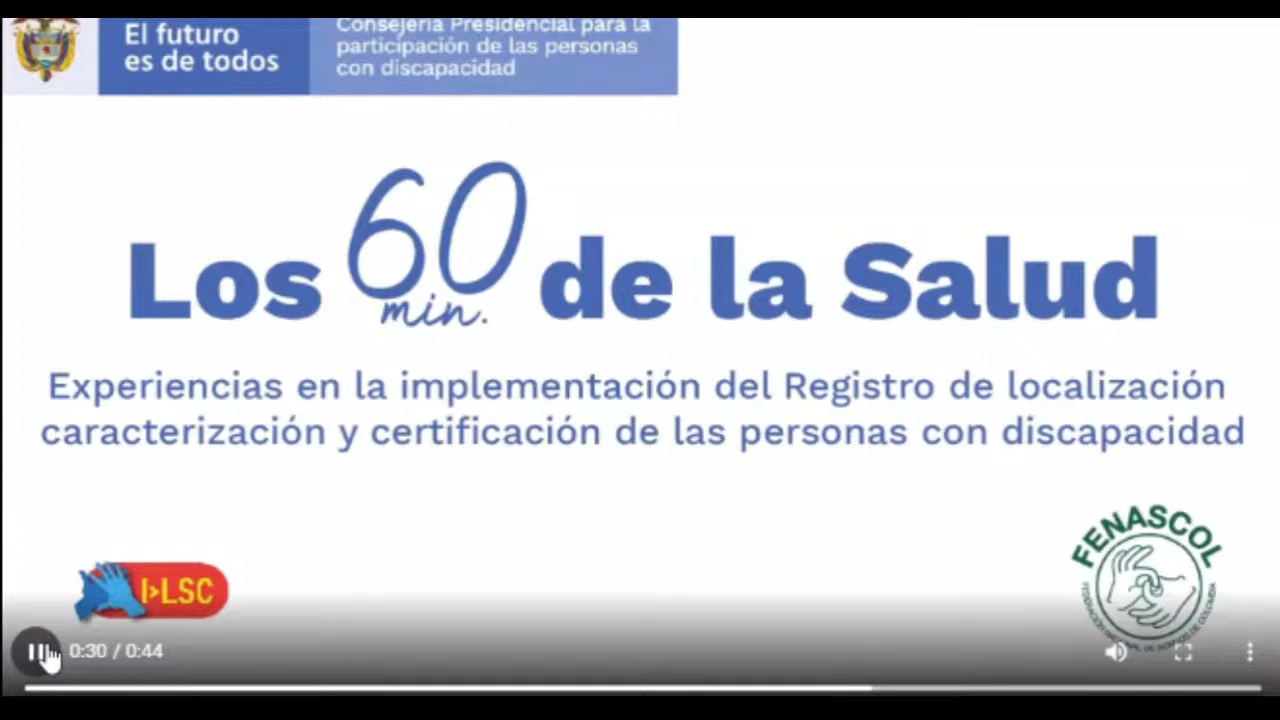 El futuro
es de todos
Consejería Presidencial para la
participación de las personas
con discapacidad
Los 60 min. de la Salud
Experiencias en la implementación del Registro de localización
caracterización y certificación de las personas con discapacidad
FENASCOL
LSC
0:30 / 0:44